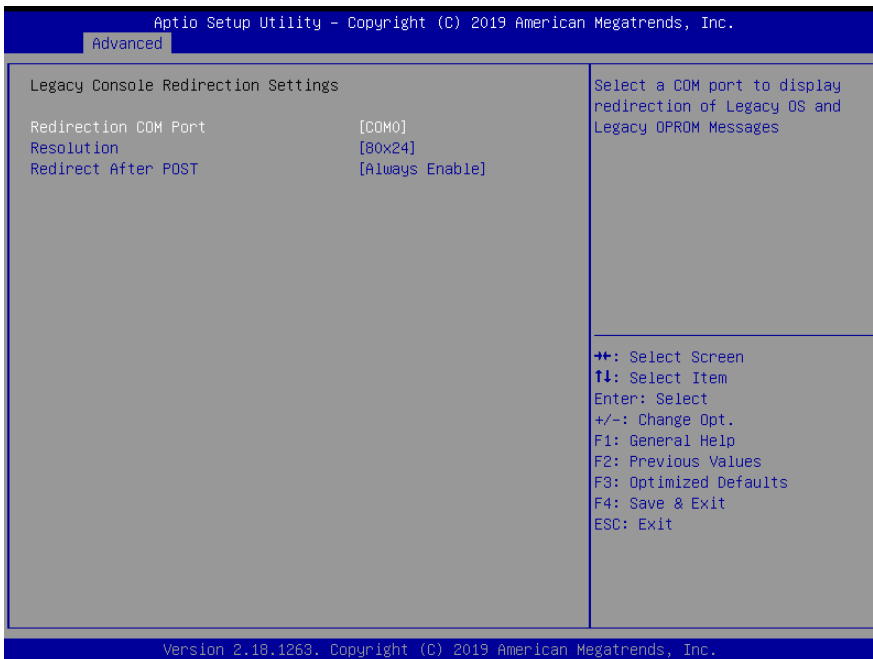 Aptio Setup Utility – Copyright (C) 2019 American Megatrends, Inc.
Advanced
Legacy Console Redirection Settings
Redirection COM Port [COM0]
Resolution [80x24]
Redirect After POST [Always Enable]
Select a COM port to display
redirection of Legacy OS and
Legacy OPROM Messages
→←: Select Screen
↑↓: Select Item
Enter: Select
+/-: Change Opt.
F1: General Help
F2: Previous Values
F3: Optimized Defaults
F4: Save & Exit
ESC: Exit
Version 2.18.1263. Copyright (C) 2019 American Megatrends, Inc.